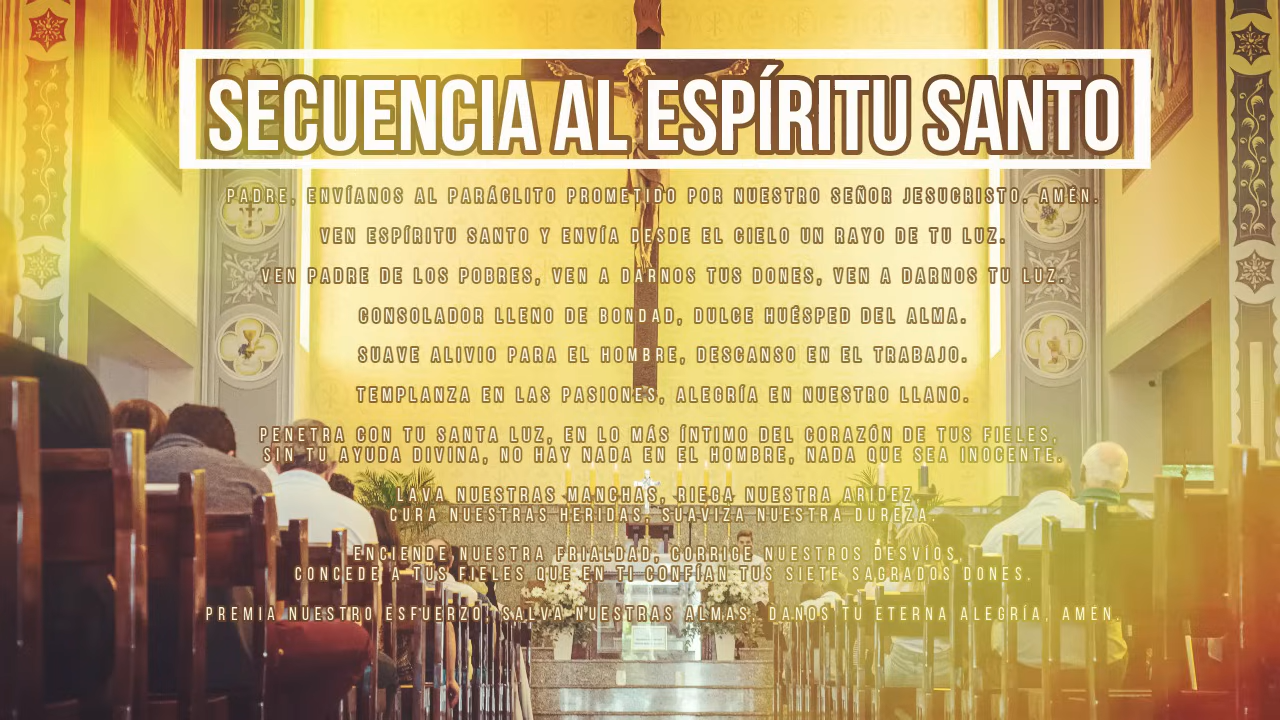 SECUENCIA AL ESPÍRITU SANTO
PADRE, ENVÍANOS AL PARÁCLITO PROMETIDO POR NUESTRO SEÑOR JESUCRISTO. AMÉN.
VEN ESPÍRITU SANTO Y ENVÍA DESDE EL CIELO UN RAYO DE TU LUZ.
VEN PADRE DE LOS POBRES, VEN A DARNOS TUS DONES, VEN A DARNOS TU LUZ.
CONSOLADOR LLENO DE BONDAD, DULCE HUÉSPED DEL ALMA.
SUAVE ALIVIO PARA EL HOMBRE, DESCANSO EN EL TRABAJO.
TEMPLANZA EN LAS PASIONES, ALEGRÍA EN NUESTRO LLANO.
PENETRA CON TU SANTA LUZ, EN LO MÁS ÍNTIMO DEL CORAZÓN DE TUS FIELES,
SIN TU AYUDA DIVINA, NO HAY NADA EN EL HOMBRE, NADA QUE SEA INOCENTE.
LAVA NUESTRAS MANCHAS, RIEGA NUESTRA ARIDEZ,
CURA NUESTRAS HERIDAS. SUAVIZA NUESTRA DUREZA.
ENCIENDE NUESTRA FRIALDAD, CORRIGE NUESTROS DESVÍOS,
CONCEDE A TUS FIELES QUE EN TI CONFÍAN TUS SIETE SAGRADOS DONES.
PREMIA NUESTRO ESFUERZO, SALVA NUESTRAS ALMAS, DANOS TU ETERNA ALEGRÍA, AMEN.